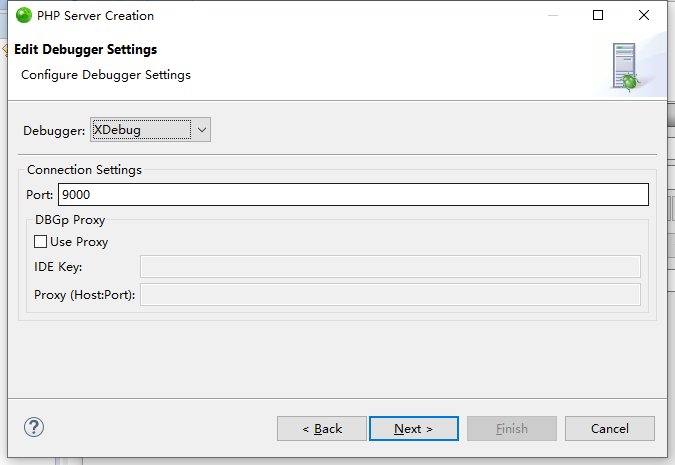 PHP Server Creation
Edit Debugger Settings
Configure Debugger Settings
Debugger: XDebug
Connection Settings
Port: 9000
DBGp Proxy
Use Proxy
IDE Key:
Proxy (Host:Port):
? < Back Next > Finish Cancel